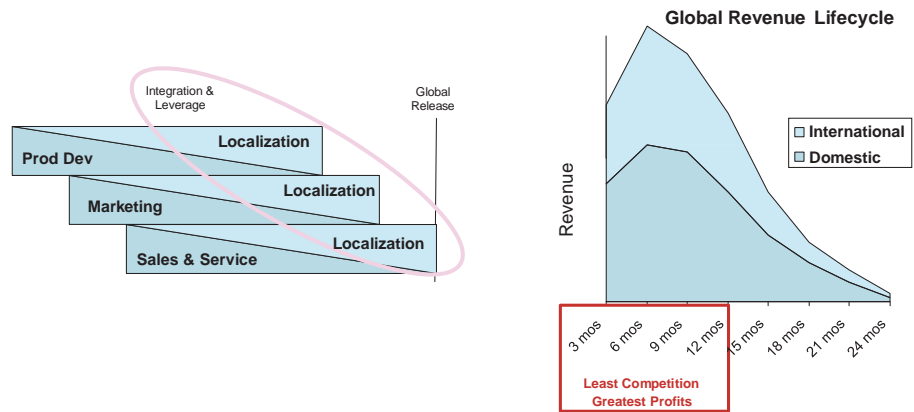 Integration &
Leverage
Global
Release
Localization
Prod Dev
Localization
Marketing
Localization
Sales & Service
Global Revenue Lifecycle
International
Domestic
Revenue
3 mos
6 mos
9 mos
12 mos
15 mos
18 mos
21 mos
24 mos
Least Competition
Greatest Profits